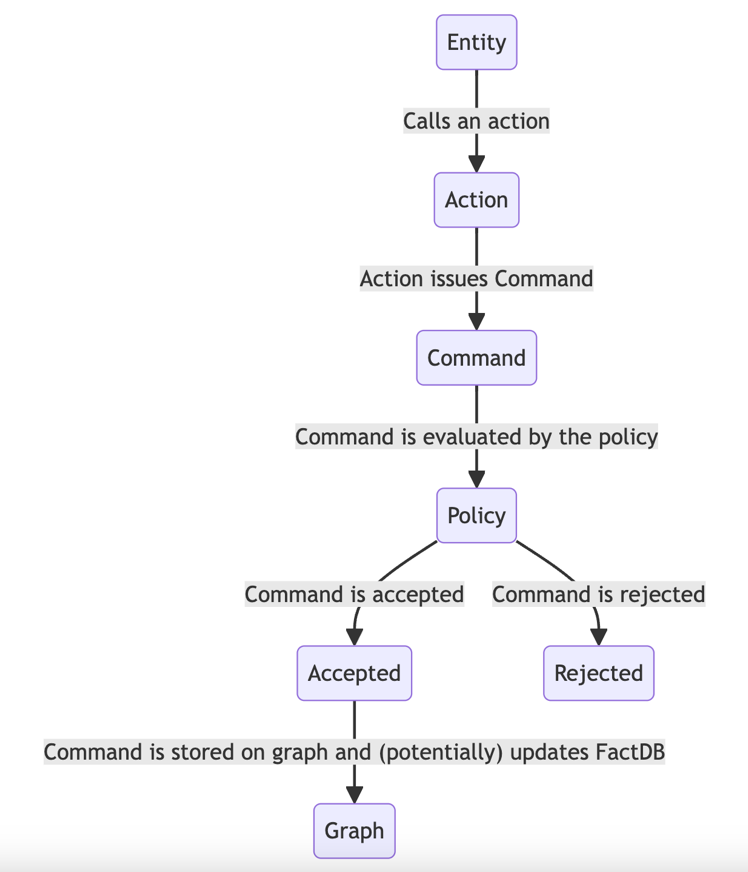 Entity
Calls an action
Action
Action issues Command
Command
Command is evaluated by the policy
Policy
Command is accepted
Command is rejected
Accepted
Rejected
Command is stored on graph and (potentially) updates FactDB
Graph